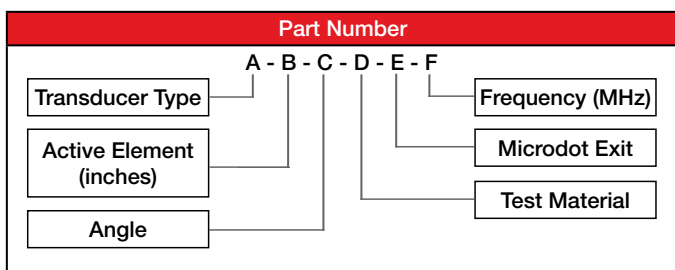 Part Number
A - B - C - D - E - F
Transducer Type
Active Element
(inches)
Angle
Frequency (MHz)
Microdot Exit
Test Material